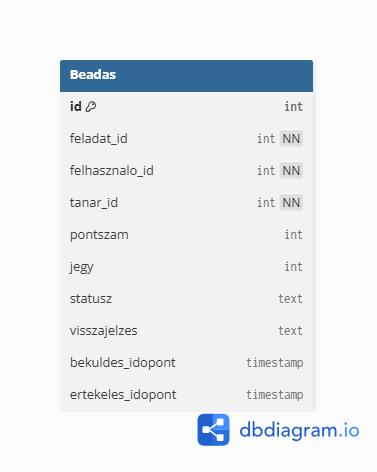 Beadas
id int
feladat_id int NN
felhasznalo_id int NN
tanar_id int NN
pontszam int
jegy int
statusz text
visszajelzes text
bekuldes_idopont timestamp
ertekeles_idopont timestamp
dbdiagram.io